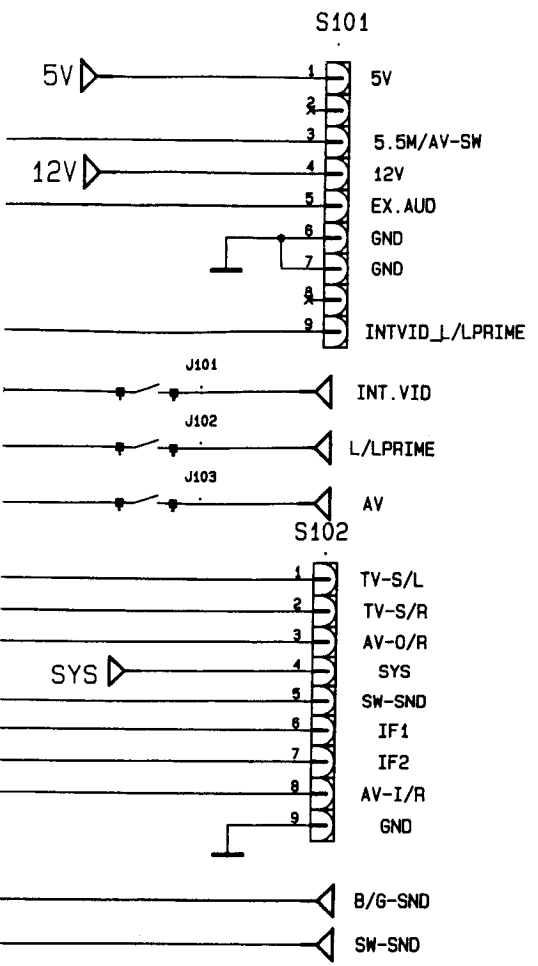 S101
5V 1 5V
2
3 5.5M/AV-SW
12V 4 12V
5 EX.AUD
6 GND
7 GND
8
9 INTVID_L/LPRIME
J101
INT.VID
J102
L/LPRIME
J103
AV
S102
1 TV-S/L
2 TV-S/R
3 AV-O/R
SYS 4 SYS
5 SW-SND
6 IF1
7 IF2
8 AV-I/R
9 GND
B/G-SND
SW-SND